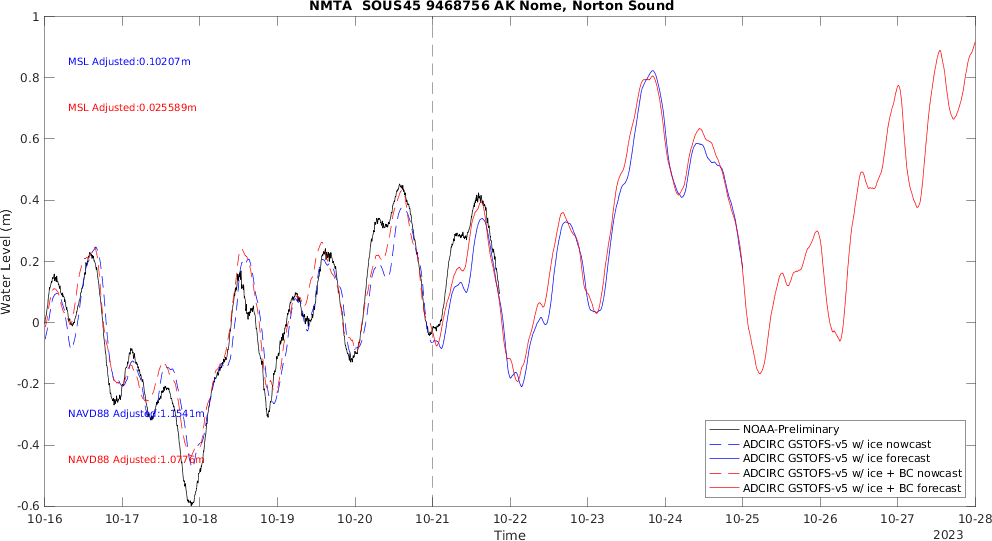 NMTA  SOUS45 9468756 AK Nome, Norton Sound
MSL Adjusted:0.10207m
MSL Adjusted:0.025589m
NAVD88 Adjusted:1.1541m
NAVD88 Adjusted:1.0776m
Water Level (m)
1
0.8
0.6
0.4
0.2
0
-0.2
-0.4
-0.6
NOAA-Preliminary
ADCIRC GSTOFS-v5 w/ ice nowcast
ADCIRC GSTOFS-v5 w/ ice forecast
ADCIRC GSTOFS-v5 w/ ice + BC nowcast
ADCIRC GSTOFS-v5 w/ ice + BC forecast
10-16 10-17 10-18 10-19 10-20 10-21 10-22 10-23 10-24 10-25 10-26 10-27 10-28
Time
2023